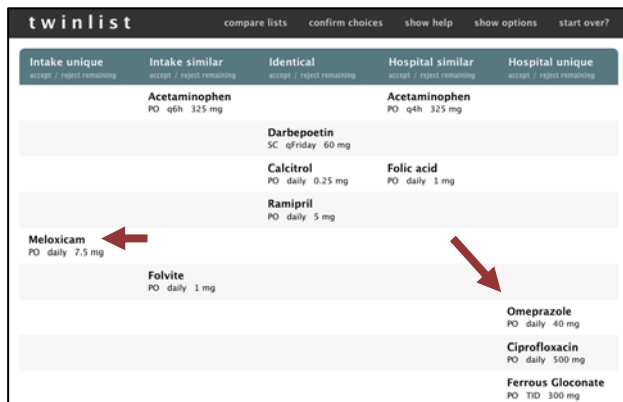 twinlist compare lists confirm choices show help show options start over?
Intake unique Intake similar Identical Hospital similar Hospital unique
accept / reject remaining accept / reject remaining accept / reject remaining accept / reject remaining accept / reject remaining
Acetaminophen Acetaminophen
PO q6h 325 mg PO q4h 325 mg
Darbepoetin
SC qFriday 60 mg
Calcitrol Folic acid
PO daily 0.25 mg PO daily 1 mg
Ramipril
PO daily 5 mg
Meloxicam
PO daily 7.5 mg
Folvite
PO daily 1 mg
Omeprazole
PO daily 40 mg
Ciprofloxacin
PO daily 500 mg
Ferrous Gloconate
PO TID 300 mg